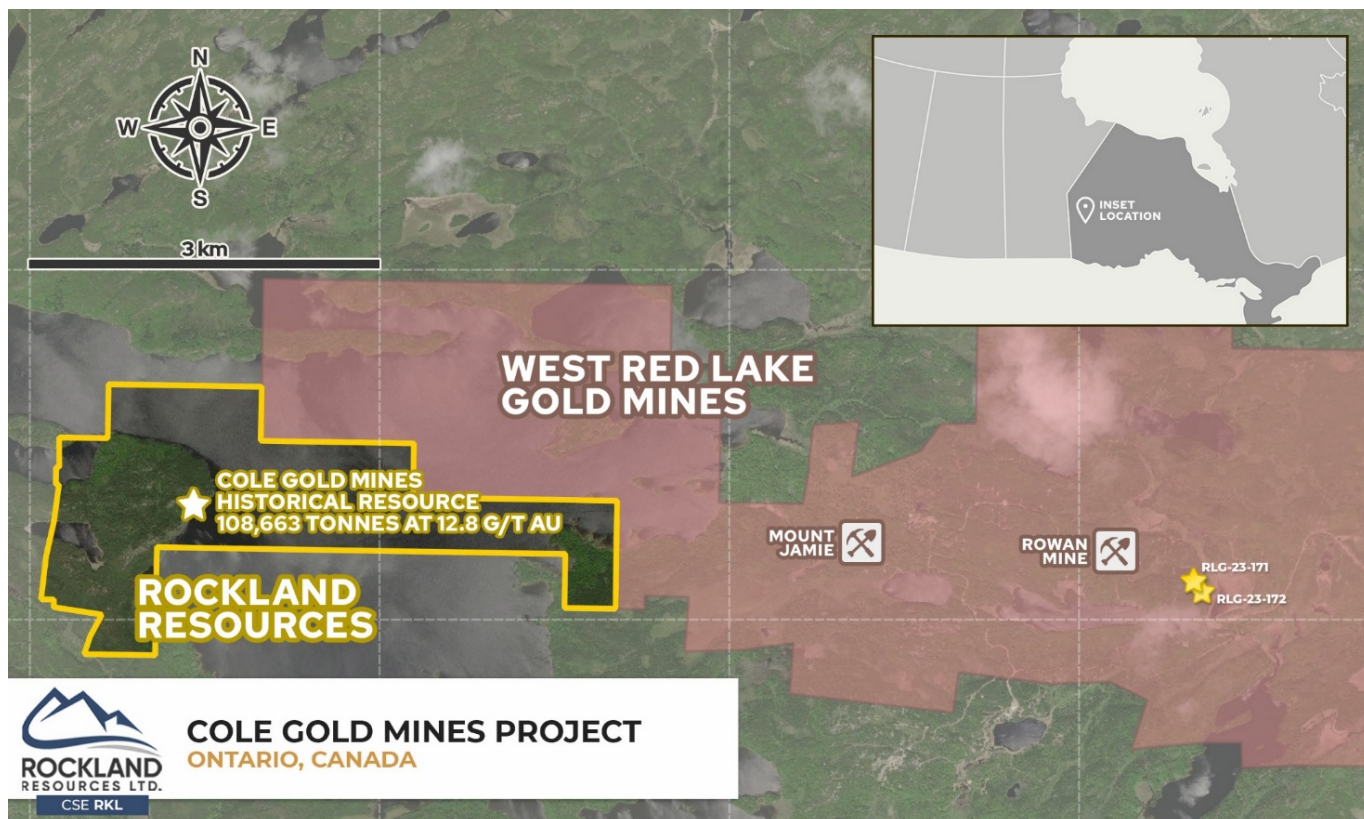 N
W
E
S
3 km
INSET
LOCATION
WEST RED LAKE
GOLD MINES
COLE GOLD MINES
HISTORICAL RESOURCE
108,663 TONNES AT 12.8 G/T AU
MOUNT
JAMIE
ROWAN
MINE
RLG-23-171
RLG-23-172
ROCKLAND
RESOURCES
COLE GOLD MINES PROJECT
ONTARIO, CANADA
ROCKLAND
RESOURCES LTD.
CSE RKL